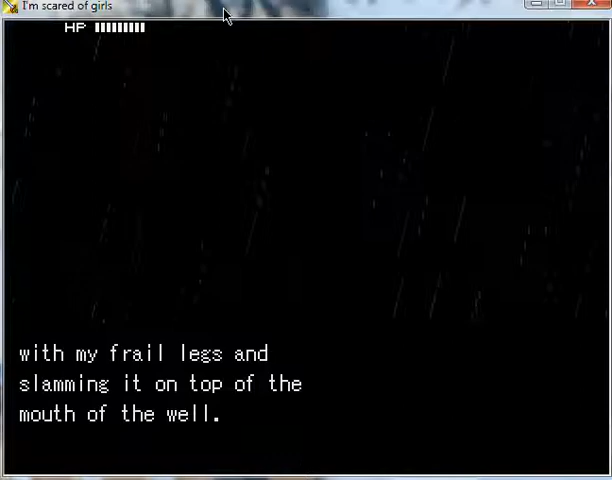 I'm scared of girls
HP
with my frail legs and
slamming it on top of the
mouth of the well.